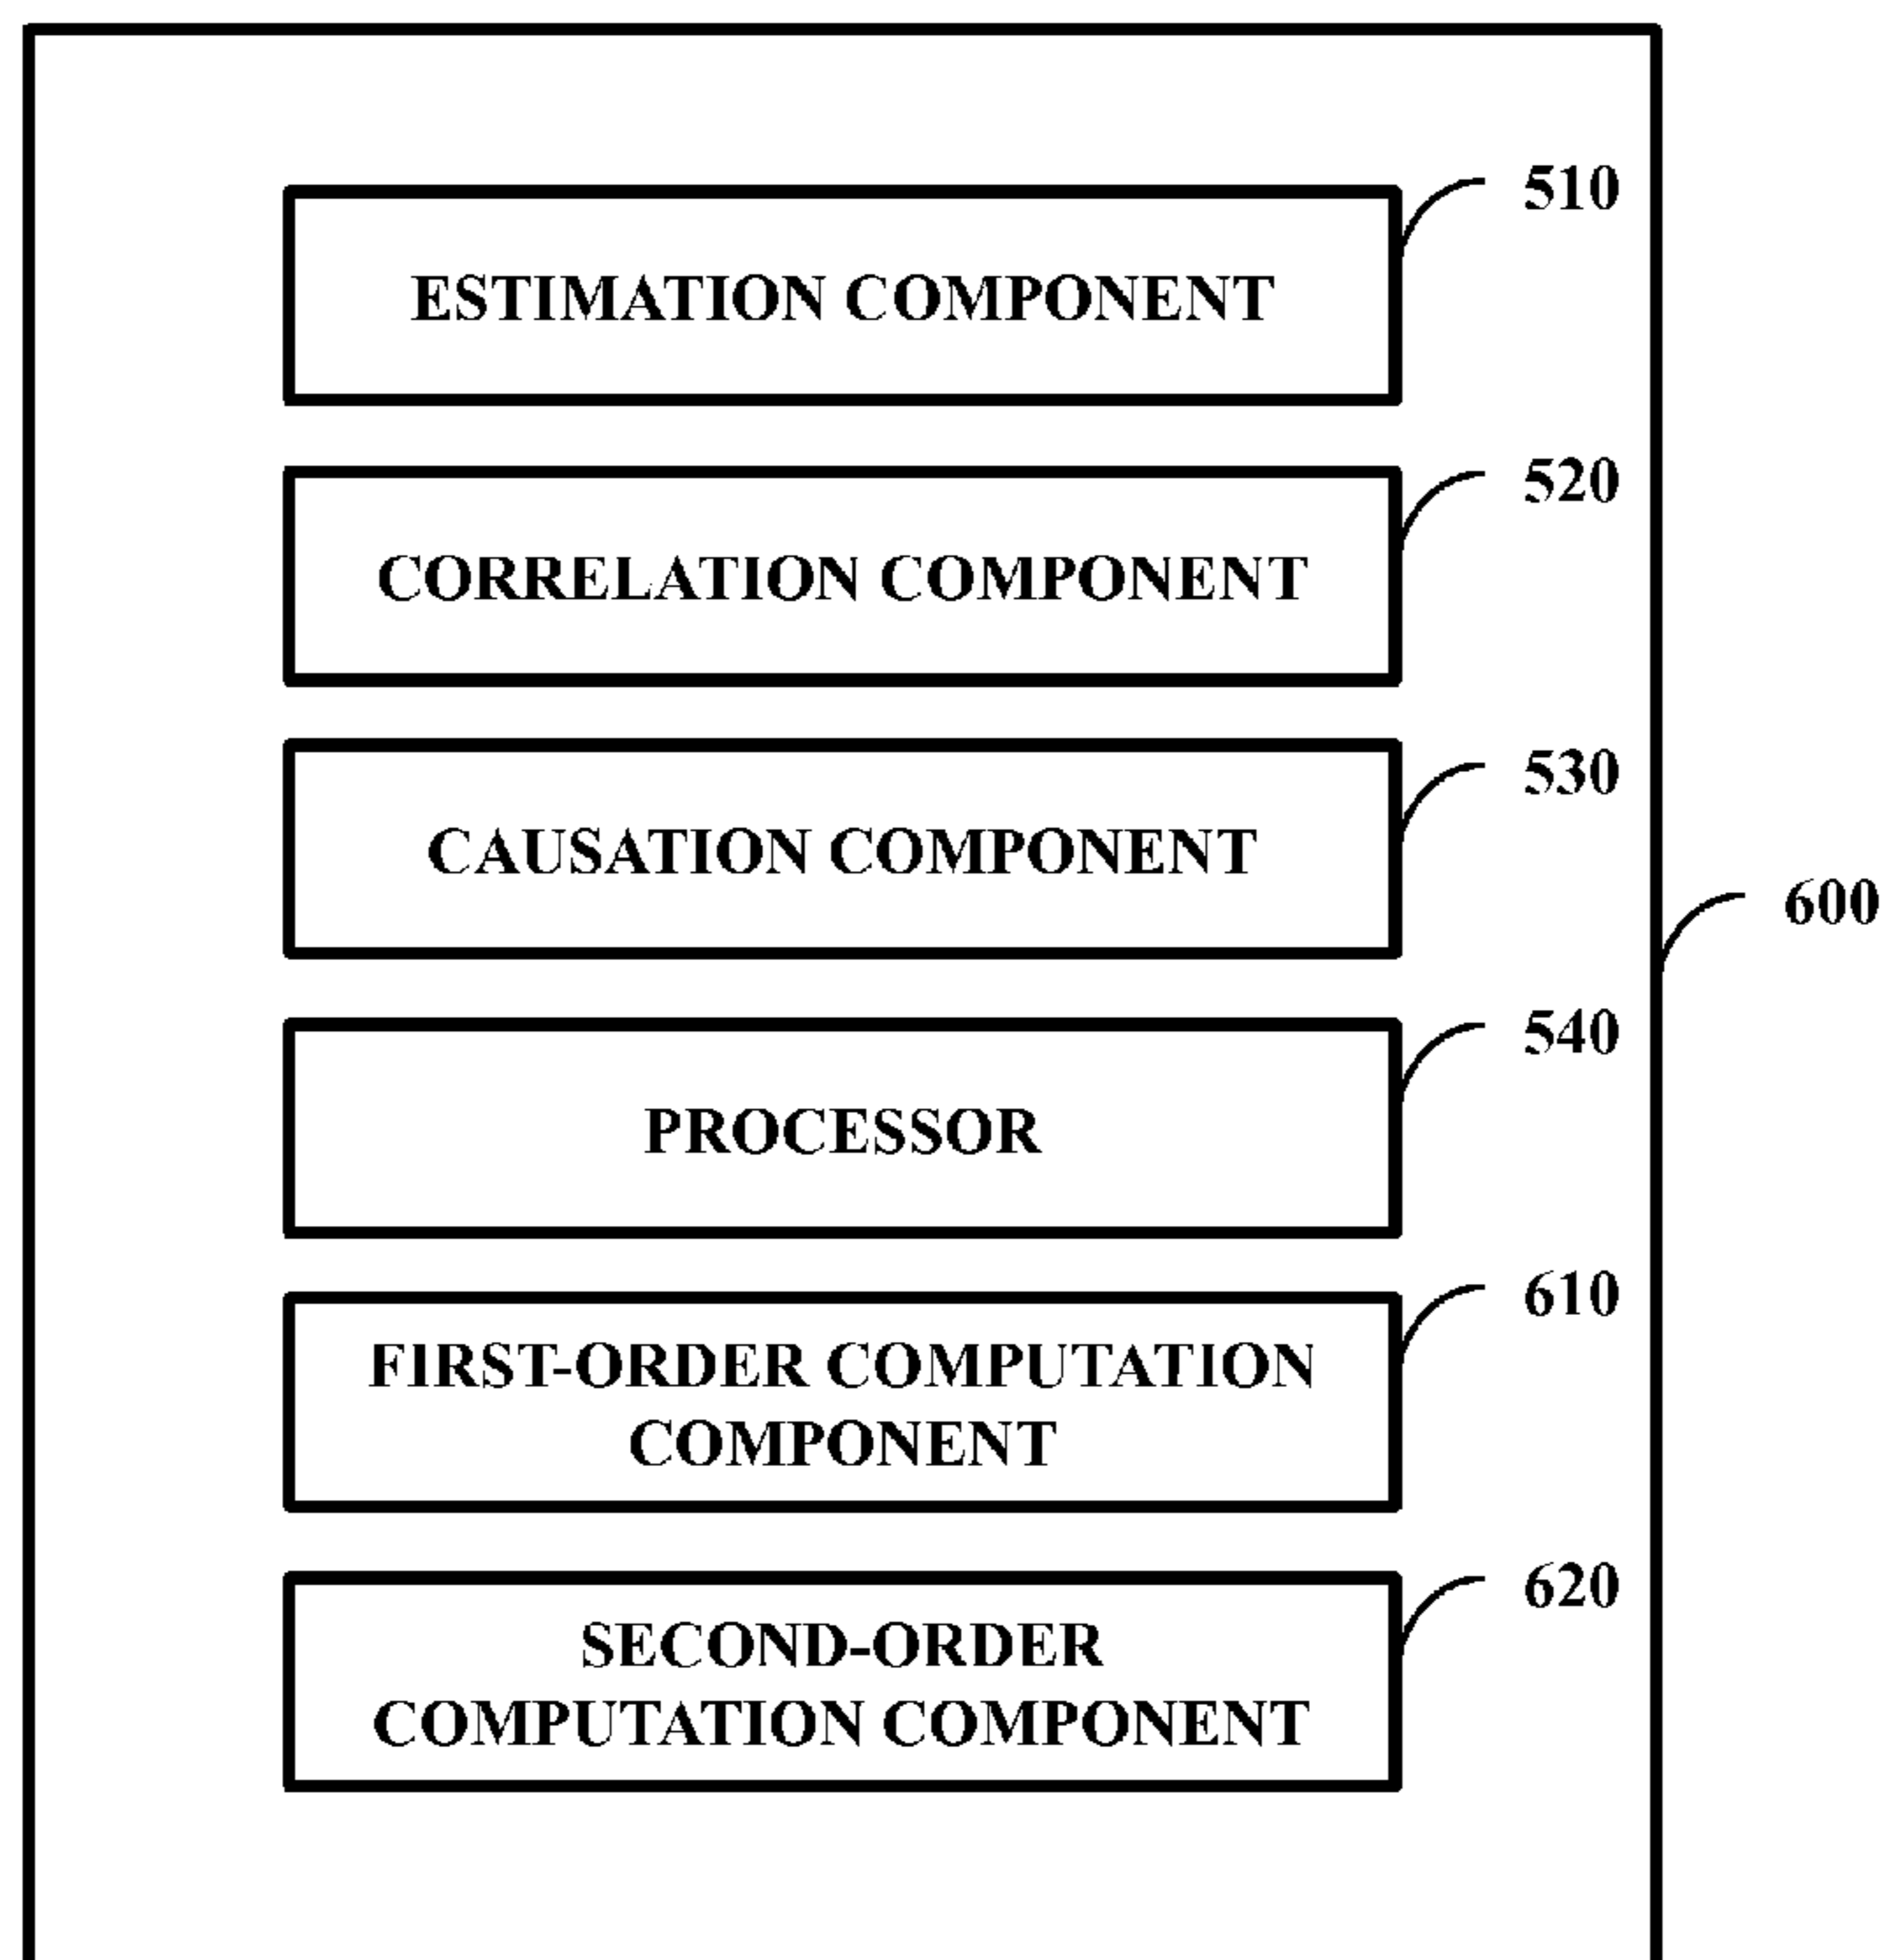 510
ESTIMATION COMPONENT
520
CORRELATION COMPONENT
530
CAUSATION COMPONENT
600
540
PROCESSOR
610
FIRST-ORDER COMPUTATION
COMPONENT
620
SECOND-ORDER
COMPUTATION COMPONENT